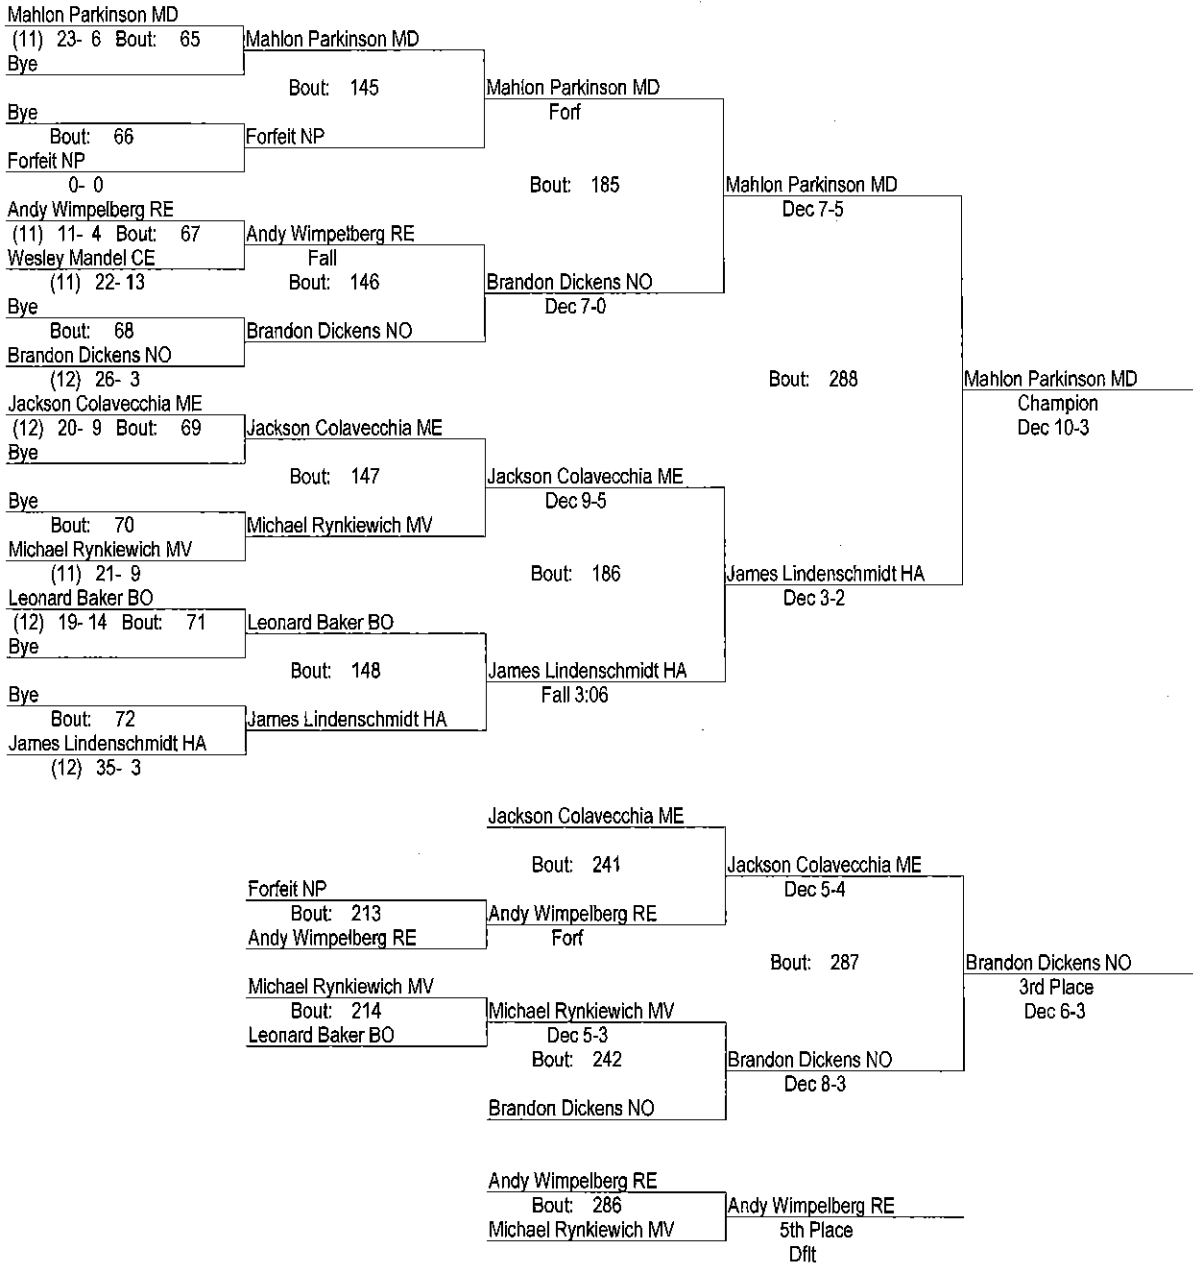 Mahlon Parkinson MD
(11) 23- 6 Bout: 65
Bye
Mahlon Parkinson MD
Bout: 145
Bye
Bout: 66
Forfeit NP
0- 0
Forfeit NP
Mahlon Parkinson MD
Forf
Bout: 185
Andy Wimpelberg RE
(11) 11- 4 Bout: 67
Wesley Mandel CE
(11) 22- 13
Andy Wimpelberg RE
Fall
Bout: 146
Bye
Bout: 68
Brandon Dickens NO
(12) 26- 3
Brandon Dickens NO
Brandon Dickens NO
Dec 7-0
Mahlon Parkinson MD
Dec 7-5
Bout: 288
Mahlon Parkinson MD
Champion
Dec 10-3
Jackson Colavecchia ME
(12) 20- 9 Bout: 69
Bye
Jackson Colavecchia ME
Bout: 147
Bye
Bout: 70
Michael Rynkiewich MV
(11) 21- 9
Michael Rynkiewich MV
Jackson Colavecchia ME
Dec 9-5
Bout: 186
Leonard Baker BO
(12) 19- 14 Bout: 71
Bye
Leonard Baker BO
Bout: 148
Bye
Bout: 72
James Lindenschmidt HA
(12) 35- 3
James Lindenschmidt HA
James Lindenschmidt HA
Fall 3:06
James Lindenschmidt HA
Dec 3-2
Jackson Colavecchia ME
Bout: 241
Forfeit NP
Bout: 213
Andy Wimpelberg RE
Andy Wimpelberg RE
Forf
Jackson Colavecchia ME
Dec 5-4
Bout: 287
Michael Rynkiewich MV
Bout: 214
Leonard Baker BO
Michael Rynkiewich MV
Dec 5-3
Bout: 242
Brandon Dickens NO
Brandon Dickens NO
Dec 8-3
Brandon Dickens NO
3rd Place
Dec 6-3
Andy Wimpelberg RE
Bout: 286
Michael Rynkiewich MV
Andy Wimpelberg RE
5th Place
Dflt